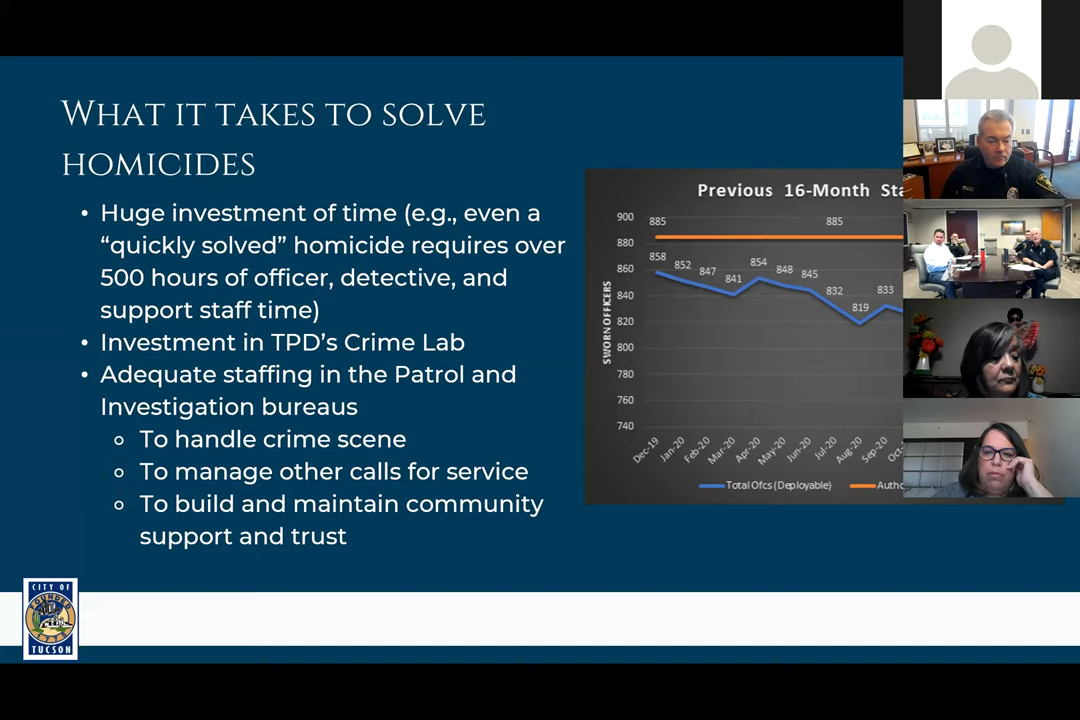 WHAT IT TAKES TO SOLVE
HOMICIDES
• Huge investment of time (e.g., even a
“quickly solved” homicide requires over
500 hours of officer, detective, and
support staff time)
• Investment in TPD’s Crime Lab
• Adequate staffing in the Patrol and
Investigation bureaus
To handle crime scene
To manage other calls for service
To build and maintain community
support and trust
Previous 16-Month Sta
SWORN OFFICERS
900
880
860
840
820
800
780
760
740
885
885
858
852
847
841
854
848
845
832
819
833
Dec-19
Jan-20
Feb-20
Mar-20
Apr-20
May-20
Jun-20
Jul-20
Aug-20
Sep-20
Oct-
Total Ofcs (Deployable)
Autho
CITY OF
FOUNDED
1775
TUCSON